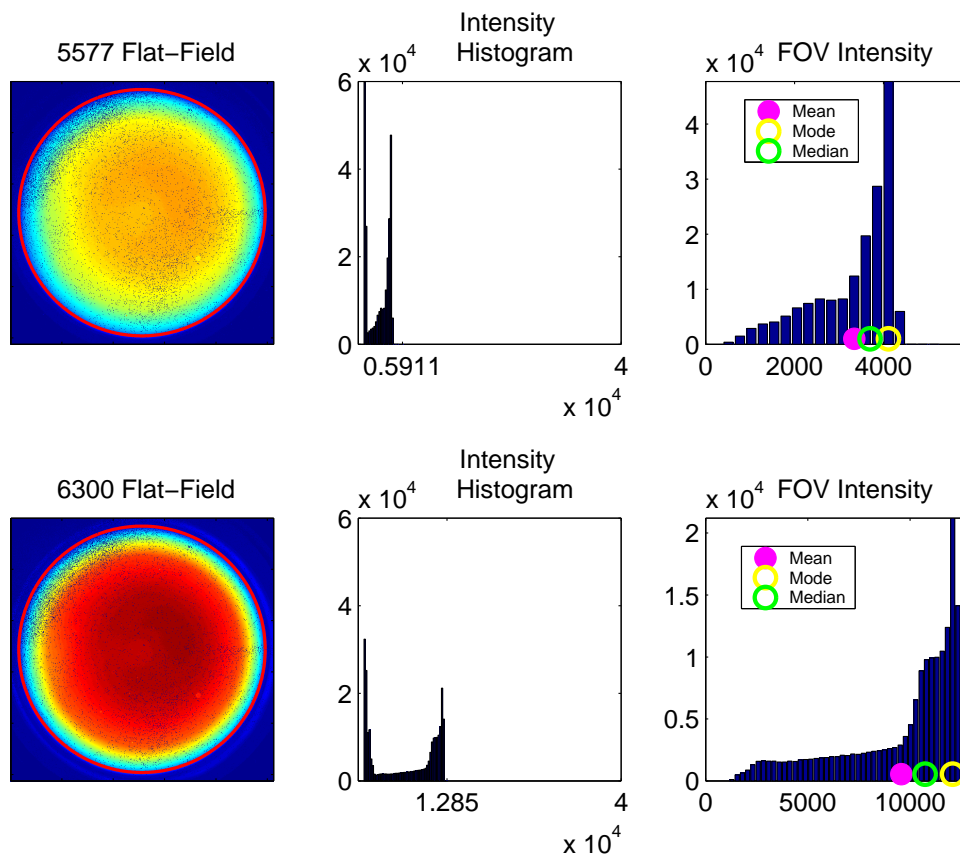 5577 Flat−Field
Intensity
Histogram
x 10^4
6
4
2
0
0.5911
4
x 10^4
FOV Intensity
x 10^4
4
3
2
1
0
0
2000
4000
Mean
Mode
Median
6300 Flat−Field
Intensity
Histogram
x 10^4
6
4
2
0
1.285
4
x 10^4
FOV Intensity
x 10^4
2
1.5
1
0.5
0
0
5000
10000
Mean
Mode
Median